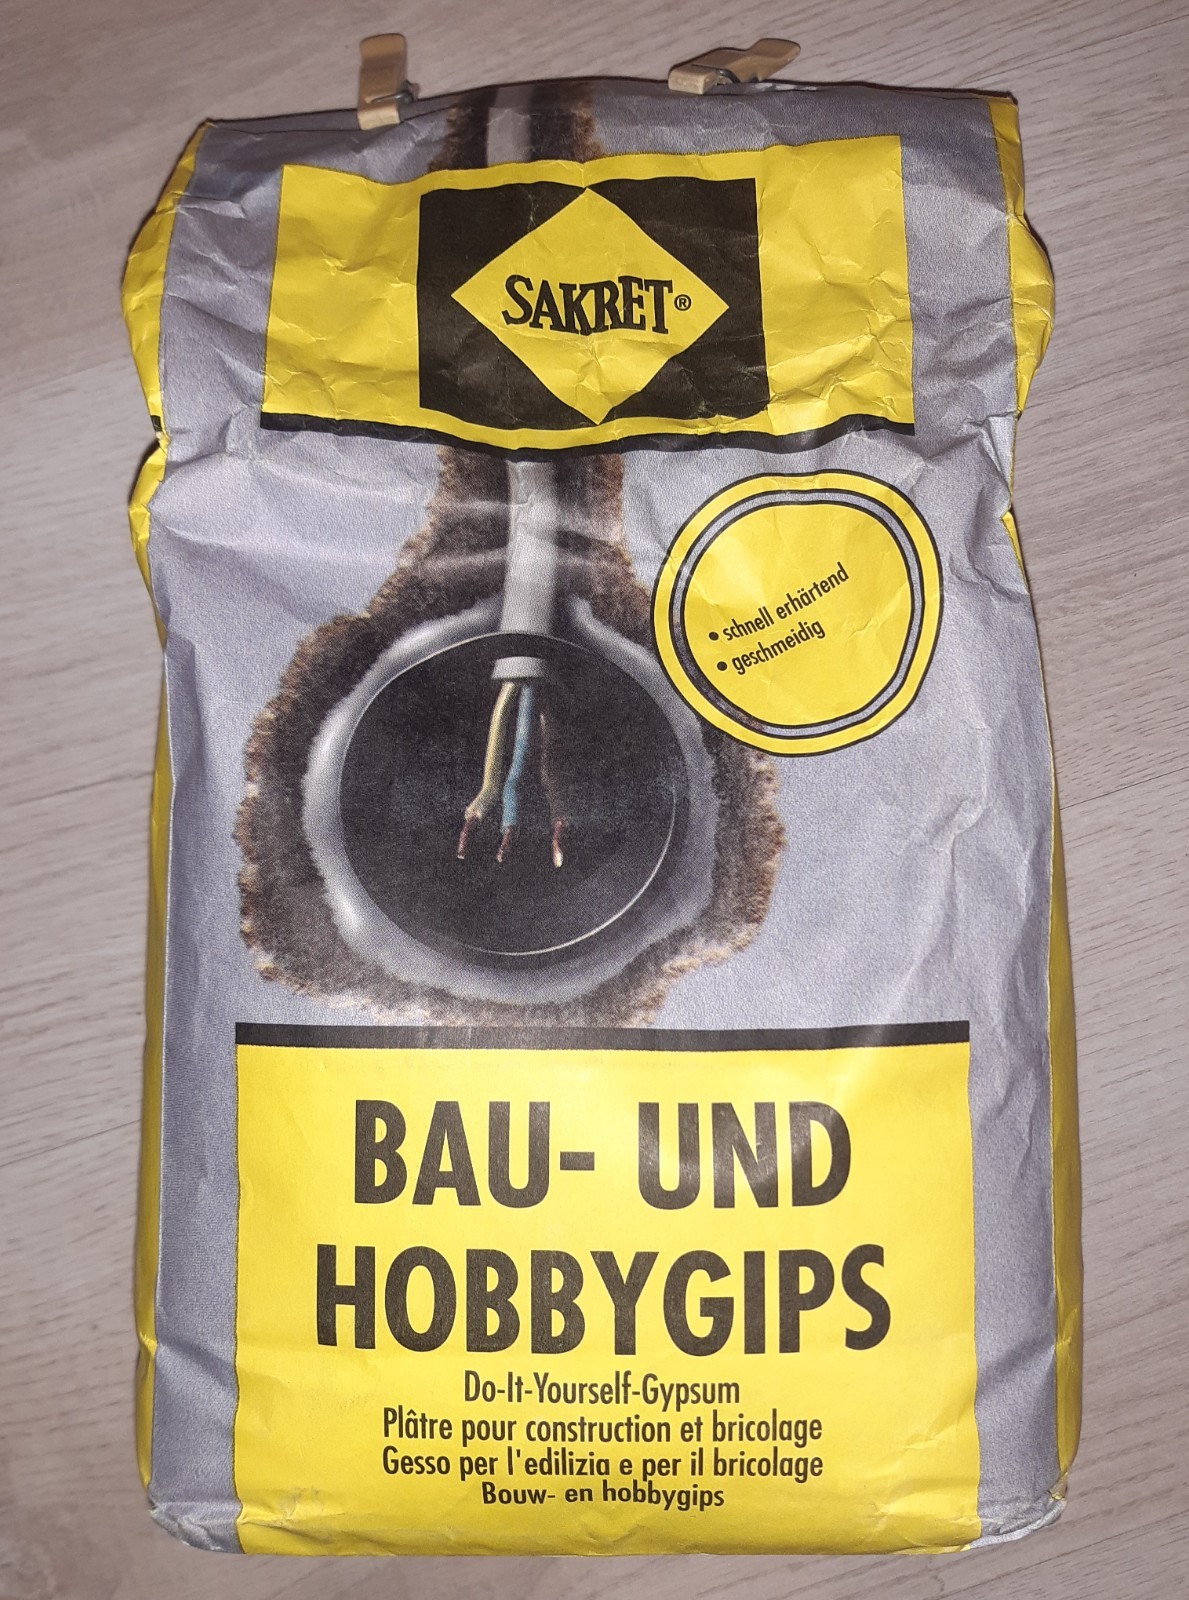 SAKRET®
• schnell erhärtend
• geschmeidig
BAU- UND
HOBBYGIPS
Do-It-Yourself-Gypsum
Plâtre pour construction et bricolage
Gesso per l'edilizia e per il bricolage
Bouw- en hobbygips